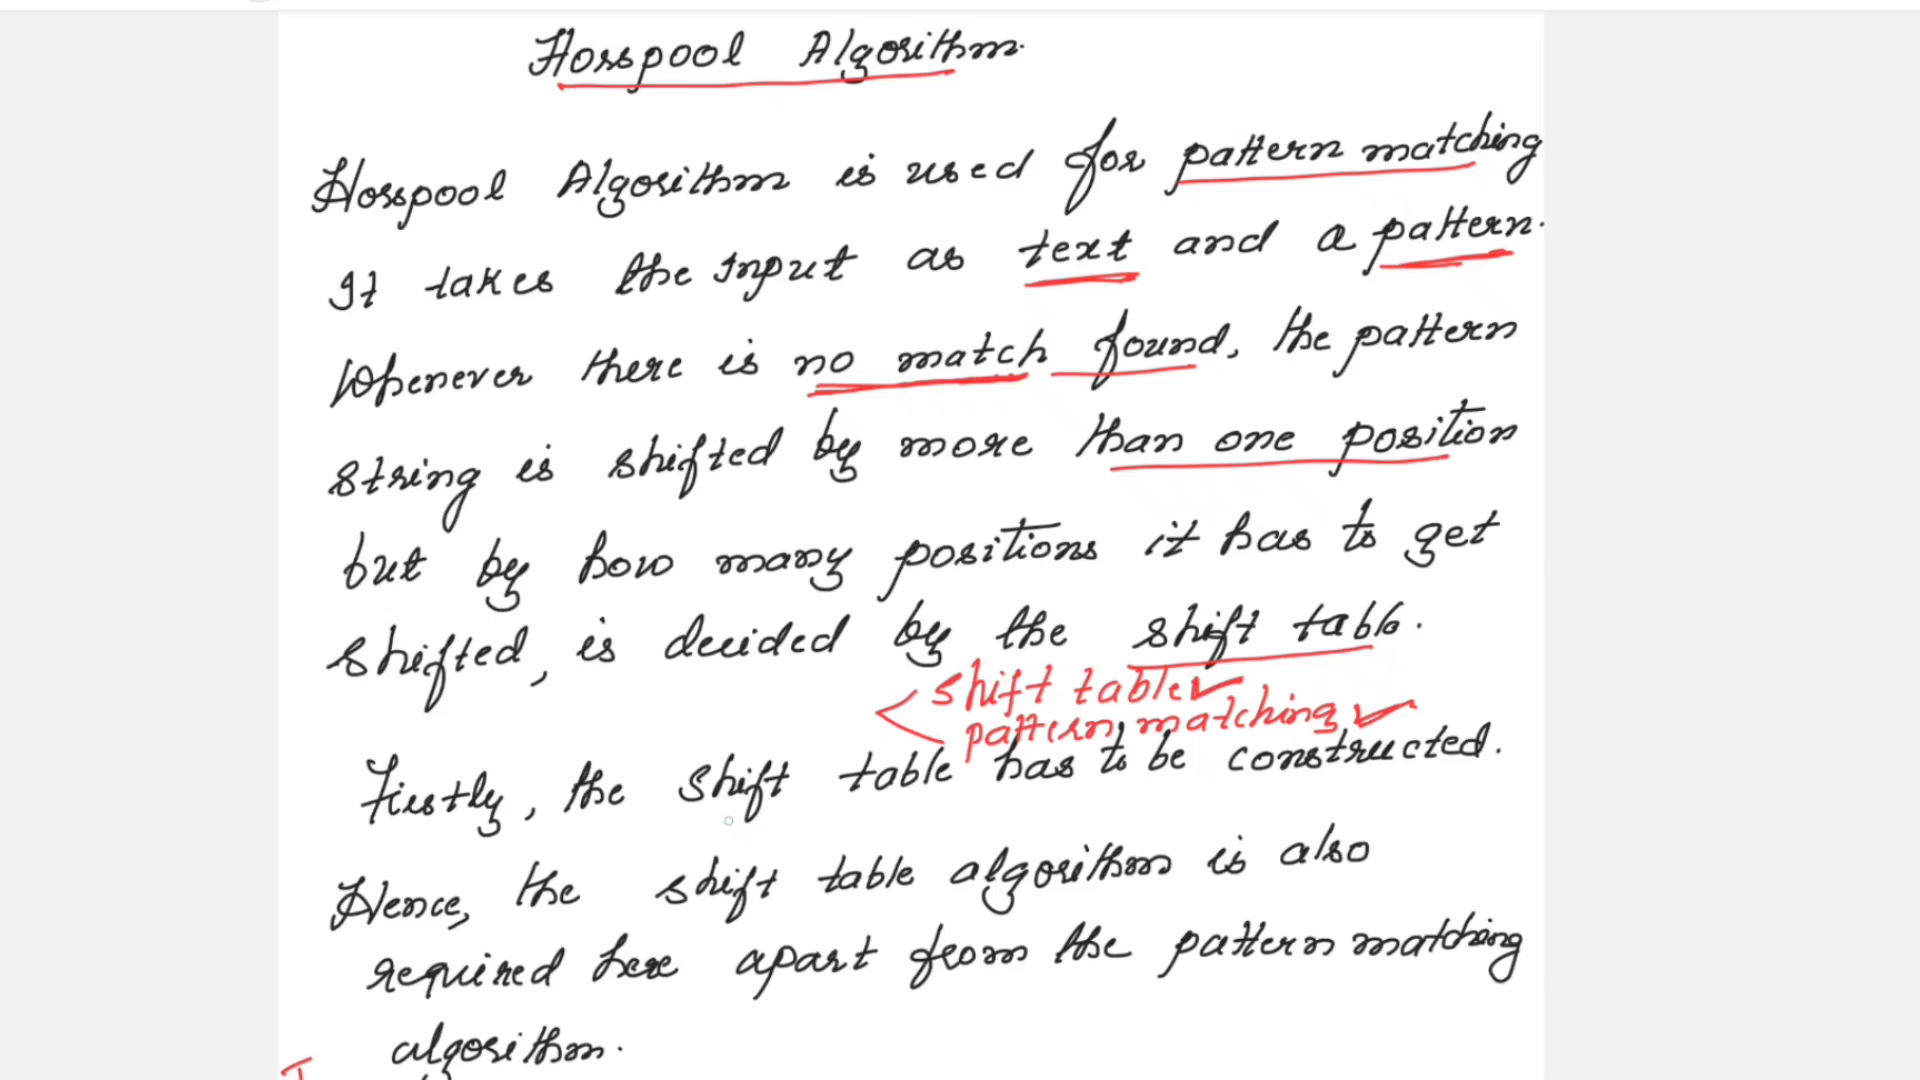 Horspool Algorithm.
Horspool Algorithm is used for pattern matching
It takes the Input as text and a pattern.
Whenever there is no match found, the pattern
string is shifted by more than one position
but by how many positions it has to get
shifted, is decided by the shift table.
shift table
pattern matching
Firstly, the shift table has to be constructed.
Hence, the shift table algorithm is also
required here apart from the pattern matching
algorithm.